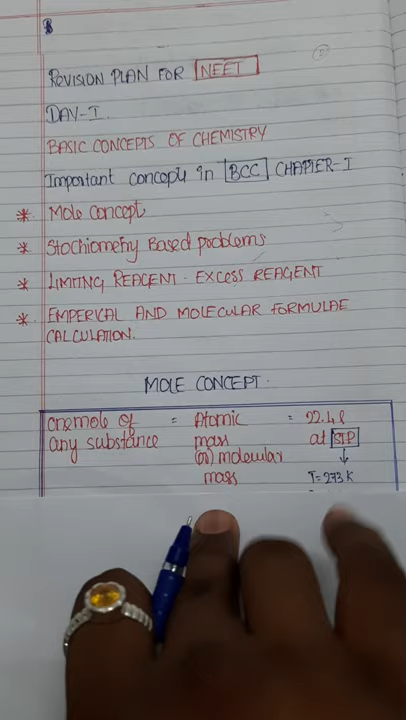 REVISION PLAN FOR NEET
DAY-I
BASIC CONCEPTS OF CHEMISTRY
Important concepts in BCC CHAPTER-I
* Mole concept
* Stochiometry Based problems
* LIMITING REAGENT - EXCESS REAGENT
* EMPERICAL AND MOLECULAR FORMULAE
CALCULATION.
MOLE CONCEPT.
One mole of = Atomic = 22.4 l
any substance mass at STP
(or) molecular ↓
mass T=273K